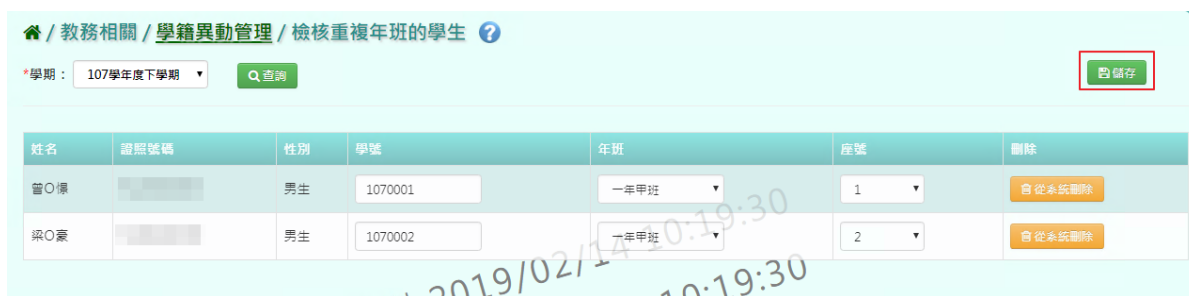 / 教務相關 / 學籍異動管理 / 檢核重複年班的學生 ?
*學期： 107學年度下學期 查詢 儲存
姓名 證照號碼 性別 學號 年班 座號 刪除
曾O憬 男生 1070001 一年甲班 1 會從系統刪除
梁O豪 男生 1070002 一年甲班 2 會從系統刪除
2019/02/14 10:19:30
10:19:30